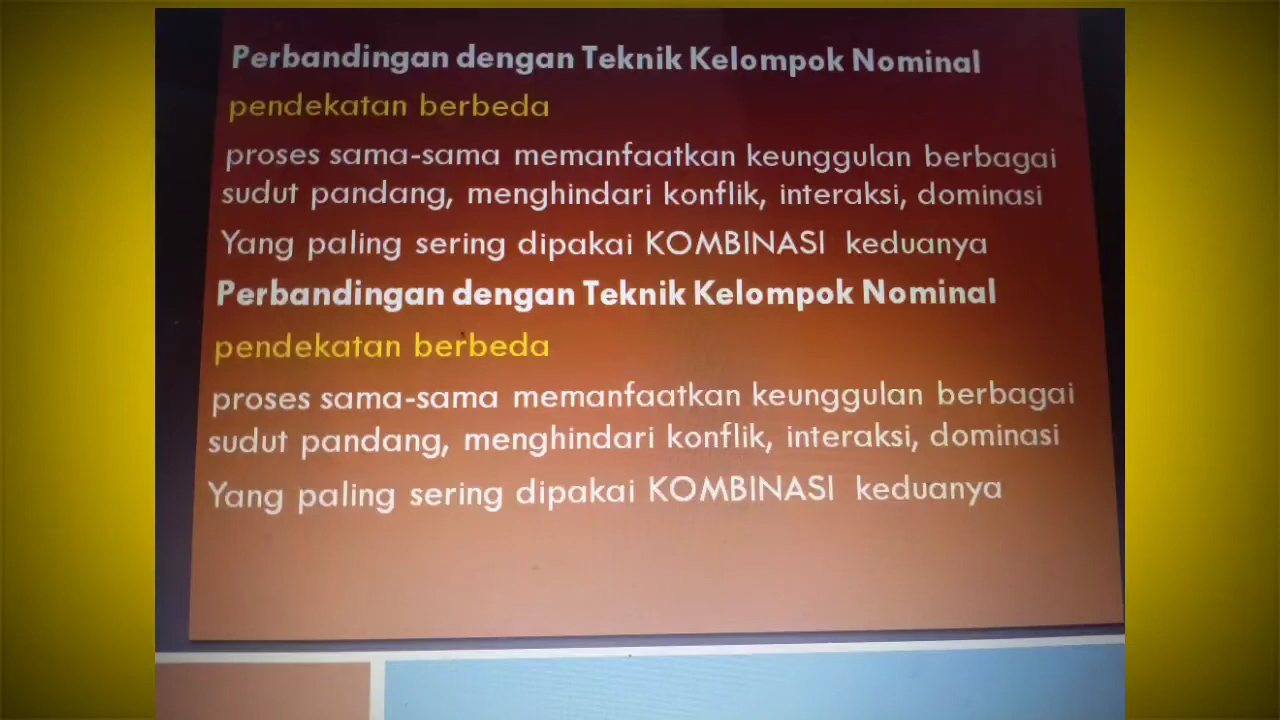 Perbandingan dengan Teknik Kelompok Nominal
pendekatan berbeda
proses sama-sama memanfaatkan keunggulan berbagai
sudut pandang, menghindari konflik, interaksi, dominasi
Yang paling sering dipakai KOMBINASI keduanya
Perbandingan dengan Teknik Kelompok Nominal
pendekatan berbeda
proses sama-sama memanfaatkan keunggulan berbagai
sudut pandang, menghindari konflik, interaksi, dominasi
Yang paling sering dipakai KOMBINASI keduanya